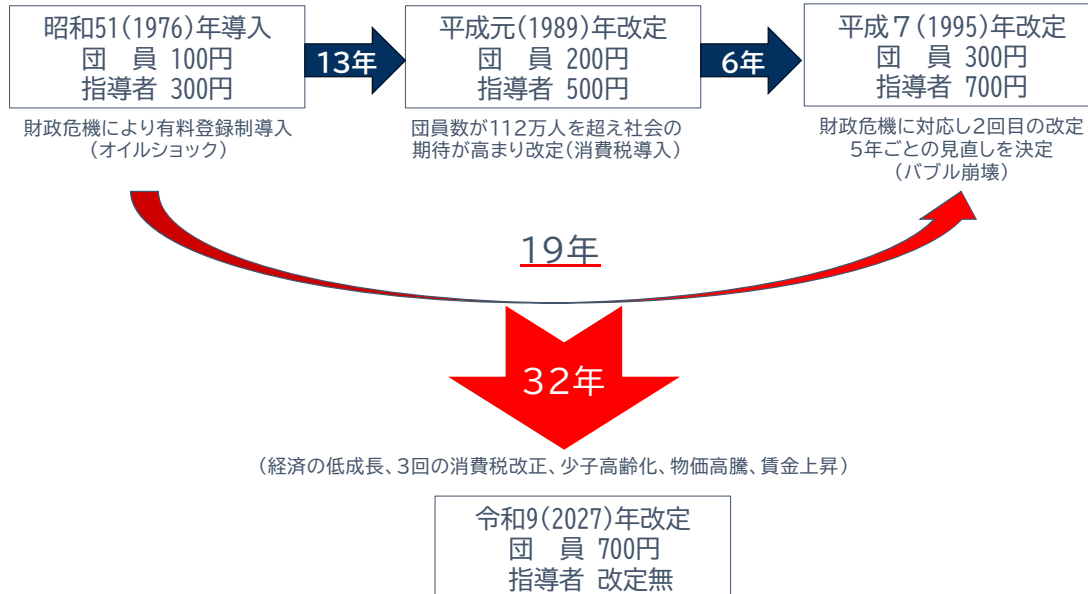 昭和51(1976)年導入
団　員 100円
指導者 300円
13年
平成元(1989)年改定
団　員 200円
指導者 500円
6年
平成７(1995)年改定
団　員 300円
指導者 700円
財政危機により有料登録制導入
(オイルショック)
団員数が112万人を超え社会の
期待が高まり改定(消費税導入)
財政危機に対応し2回目の改定
5年ごとの見直しを決定
(バブル崩壊)
19年
32年
(経済の低成長、3回の消費税改正、少子高齢化、物価高騰、賃金上昇)
令和9(2027)年改定
団　員 700円
指導者 改定無